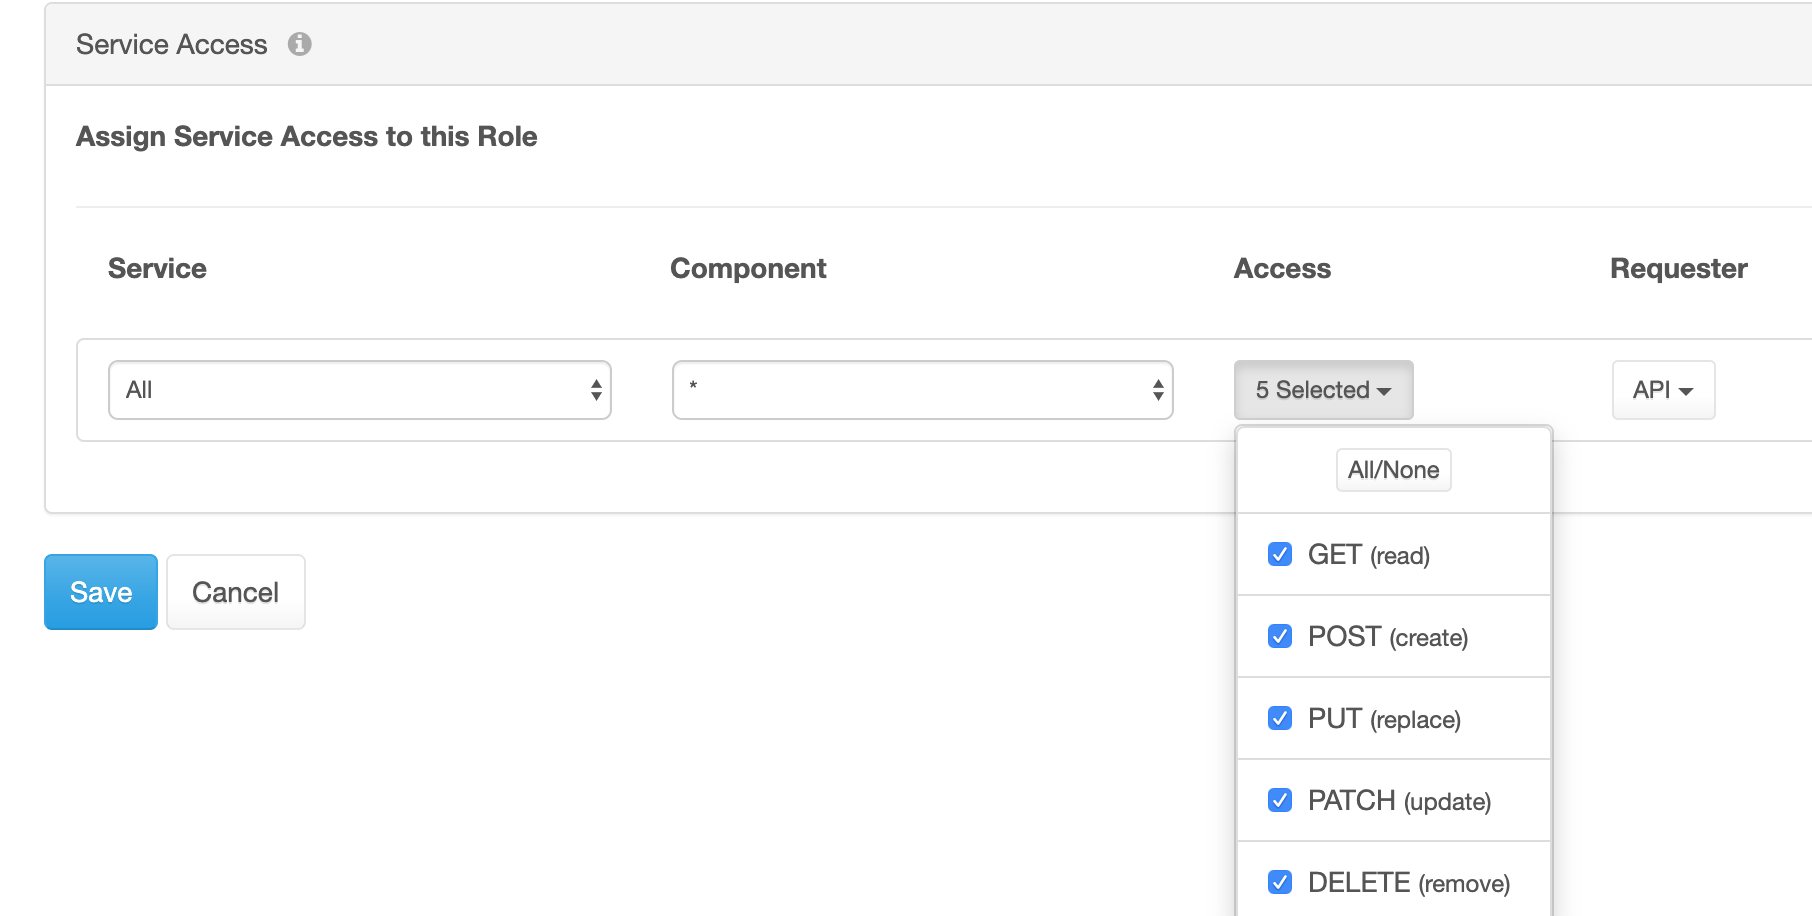 Service Access
Assign Service Access to this Role
Service Component Access Requester
All * 5 Selected API
All/None
GET (read)
Save Cancel
POST (create)
PUT (replace)
PATCH (update)
DELETE (remove)